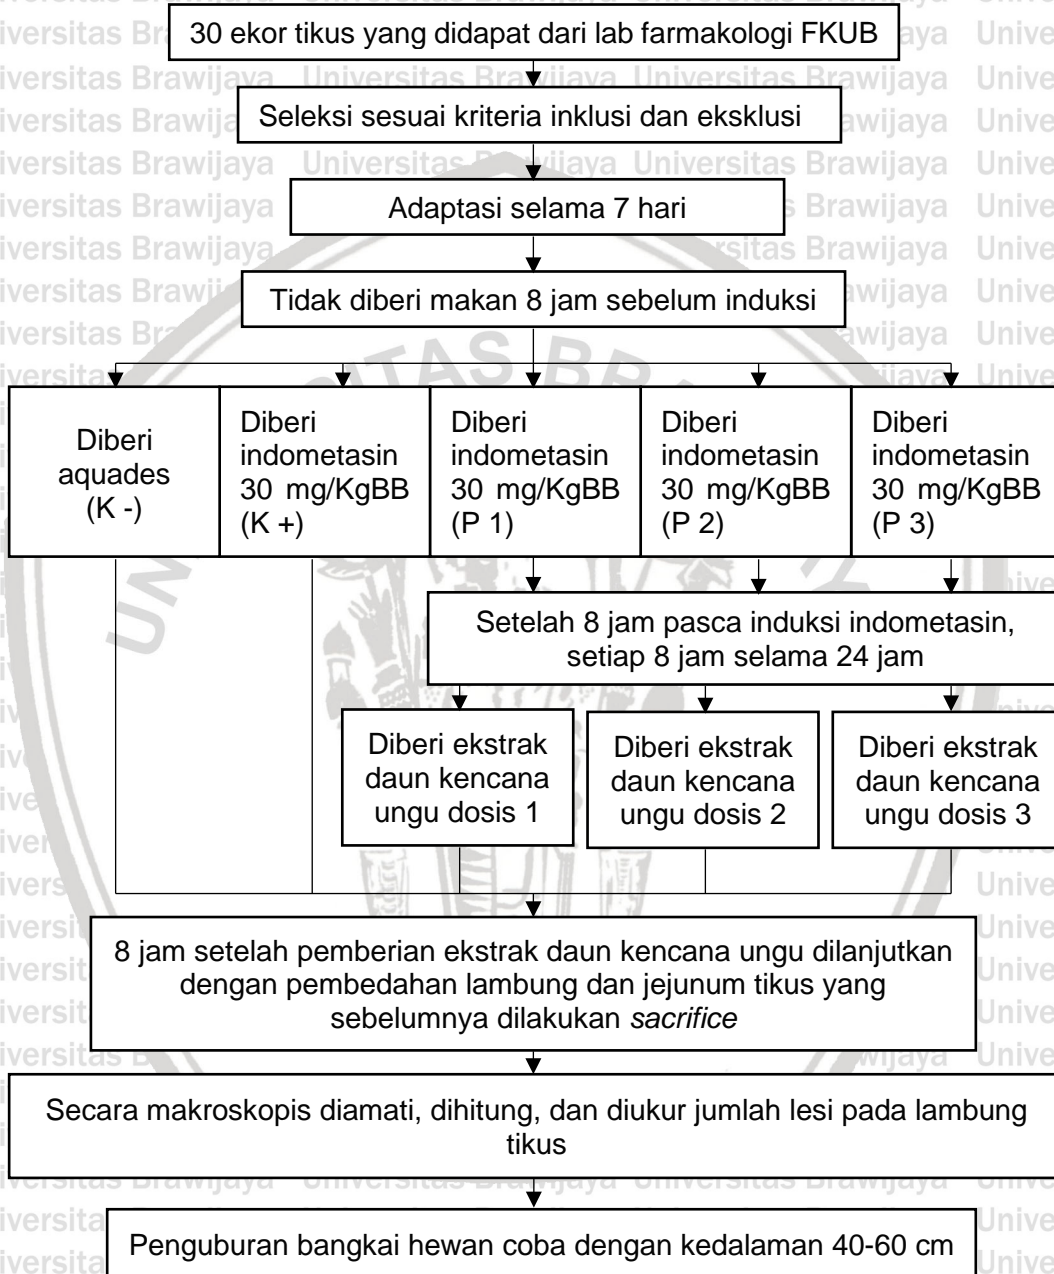 30 ekor tikus yang didapat dari lab farmakologi FKUB
Seleksi sesuai kriteria inklusi dan eksklusi
Adaptasi selama 7 hari
Tidak diberi makan 8 jam sebelum induksi
Diberi
aquades
(K -)
Diberi
indometasin
30 mg/KgBB
(K +)
Diberi
indometasin
30 mg/KgBB
(P 1)
Diberi
indometasin
30 mg/KgBB
(P 2)
Diberi
indometasin
30 mg/KgBB
(P 3)
Setelah 8 jam pasca induksi indometasin,
setiap 8 jam selama 24 jam
Diberi ekstrak
daun kencana
ungu dosis 1
Diberi ekstrak
daun kencana
ungu dosis 2
Diberi ekstrak
daun kencana
ungu dosis 3
8 jam setelah pemberian ekstrak daun kencana ungu dilanjutkan
dengan pembedahan lambung dan jejunum tikus yang
sebelumnya dilakukan sacrifice
Secara makroskopis diamati, dihitung, dan diukur jumlah lesi pada lambung
tikus
Penguburan bangkai hewan coba dengan kedalaman 40-60 cm